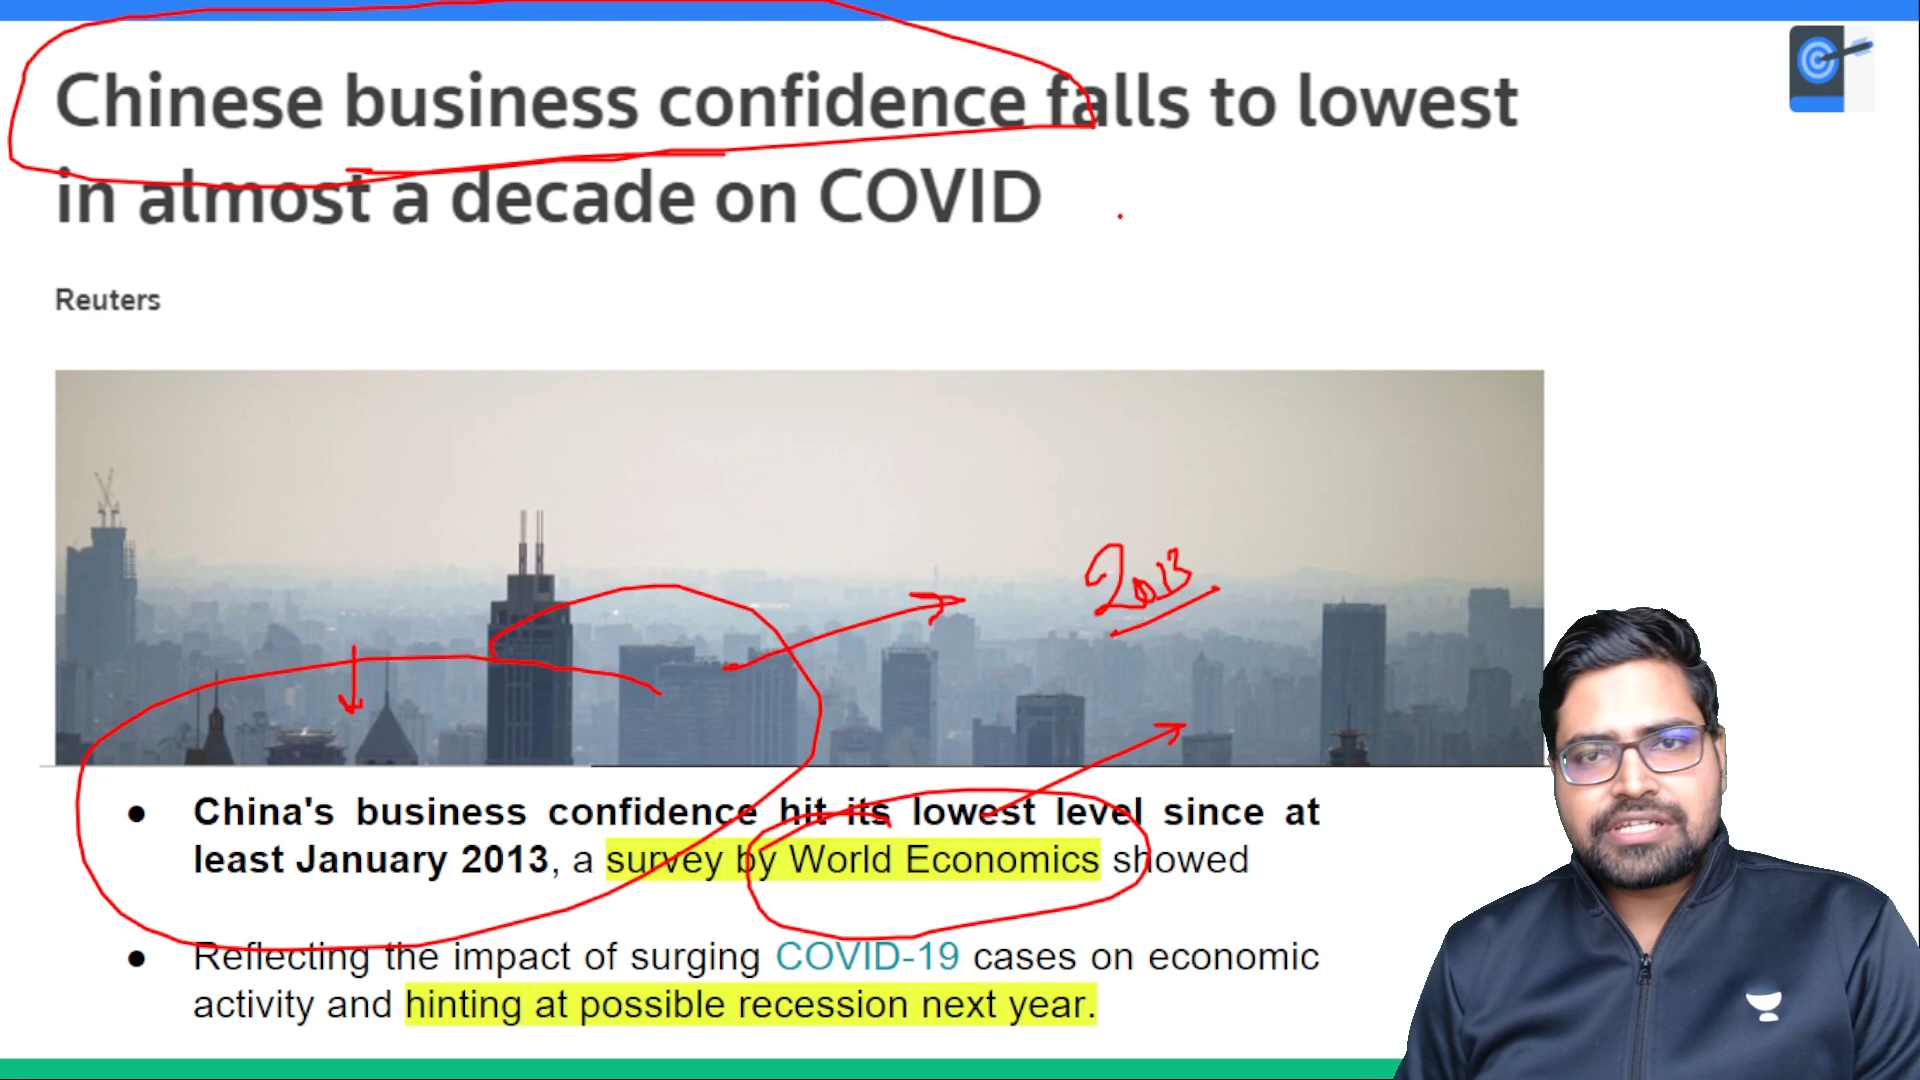 Chinese business confidence falls to lowest
in almost a decade on COVID
Reuters
2013
● China's business confidence hit its lowest level since at
least January 2013, a survey by World Economics showed
● Reflecting the impact of surging COVID-19 cases on economic
activity and hinting at possible recession next year.